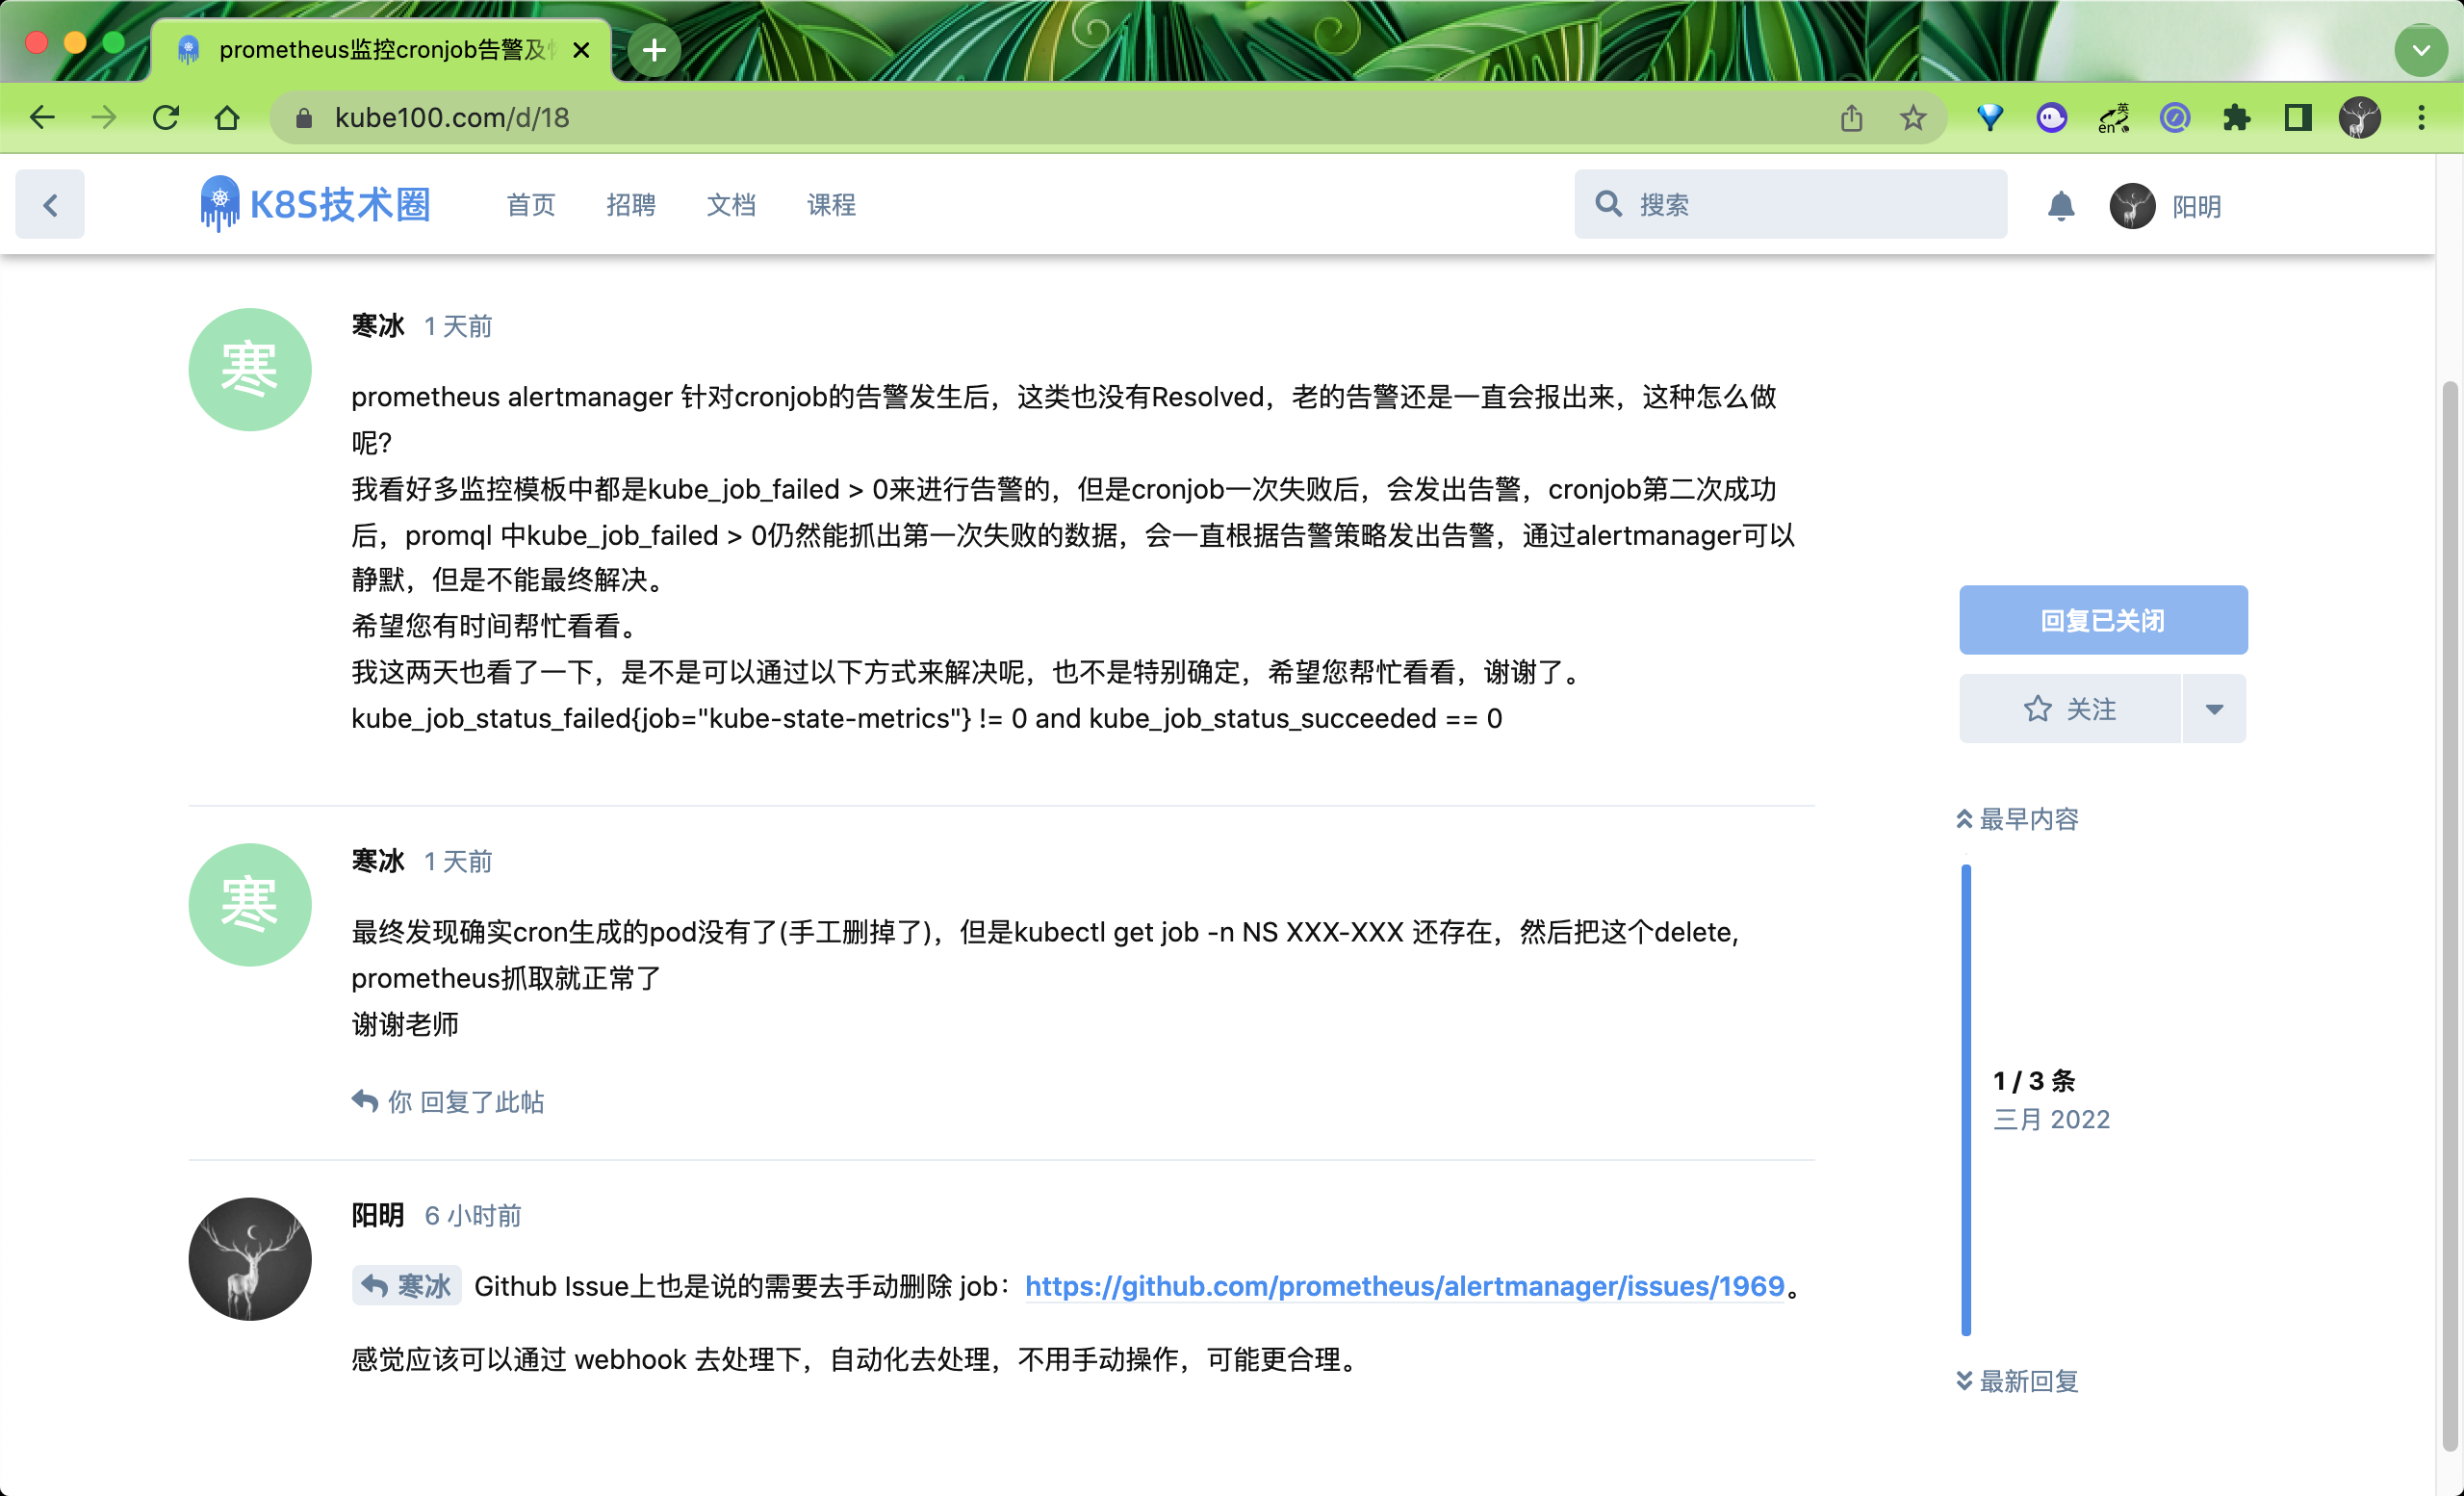 prometheus监控cronjob告警及
kube100.com/d/18
英
en
K8S技术圈
首页
招聘
文档
课程
搜索
阳明
寒
寒冰 1 天前
prometheus alertmanager 针对cronjob的告警发生后，这类也没有Resolved，老的告警还是一直会报出来，这种怎么做
呢?
我看好多监控模板中都是kube_job_failed > 0来进行告警的，但是cronjob一次失败后，会发出告警，cronjob第二次成功
后，promql 中kube_job_failed > 0仍然能抓出第一次失败的数据，会一直根据告警策略发出告警，通过alertmanager可以
静默，但是不能最终解决。
希望您有时间帮忙看看。
我这两天也看了一下，是不是可以通过以下方式来解决呢，也不是特别确定，希望您帮忙看看，谢谢了。
kube_job_status_failed{job="kube-state-metrics"} != 0 and kube_job_status_succeeded == 0
回复已关闭
关注
最早内容
1 / 3 条
三月 2022
最新回复
寒
寒冰 1 天前
最终发现确实cron生成的pod没有了(手工删掉了)，但是kubectl get job -n NS XXX-XXX 还存在，然后把这个delete,
prometheus抓取就正常了
谢谢老师
你 回复了此帖
阳明 6 小时前
寒冰 Github Issue上也是说的需要去手动删除 job：https://github.com/prometheus/alertmanager/issues/1969。
感觉应该可以通过 webhook 去处理下，自动化去处理，不用手动操作，可能更合理。